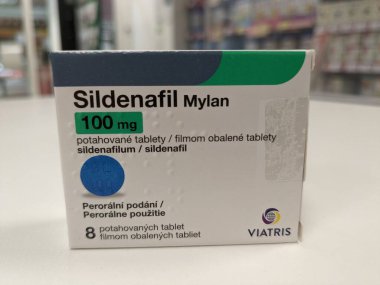 Sildenafil Mylan
100 mg
potahované tablety / filmom obalené tablety
sildenafilum / sildenafil
Perorální podání /
Perorálne použitie
8 potahovaných tablet
filmom obalených tabliet
VIATRIS